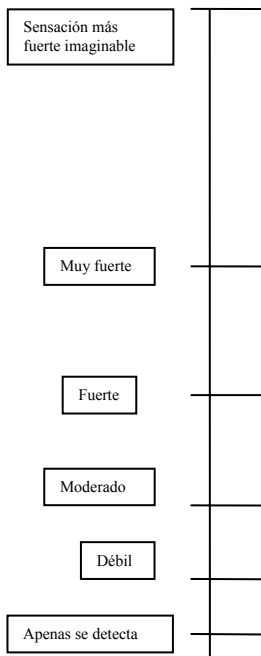 Sensación más
fuerte imaginable
Muy fuerte
Fuerte
Moderado
Débil
Apenas se detecta